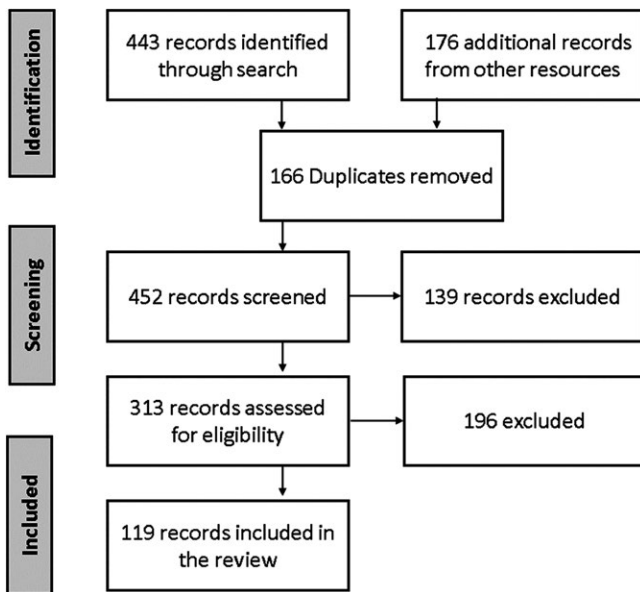 Identification
443 records identified
through search
176 additional records
from other resources
166 Duplicates removed
Screening
452 records screened
139 records excluded
313 records assessed
for eligibility
196 excluded
Included
119 records included in
the review